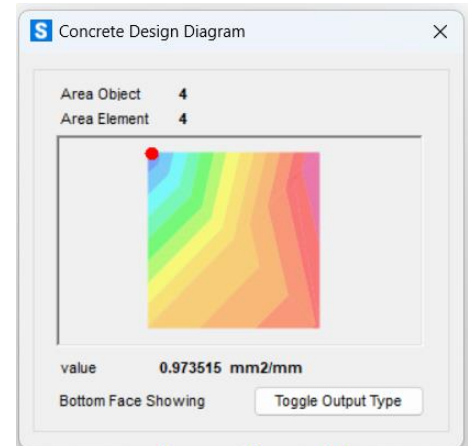 S Concrete Design Diagram
Area Object 4
Area Element 4
value 0.973515 mm2/mm
Bottom Face Showing Toggle Output Type